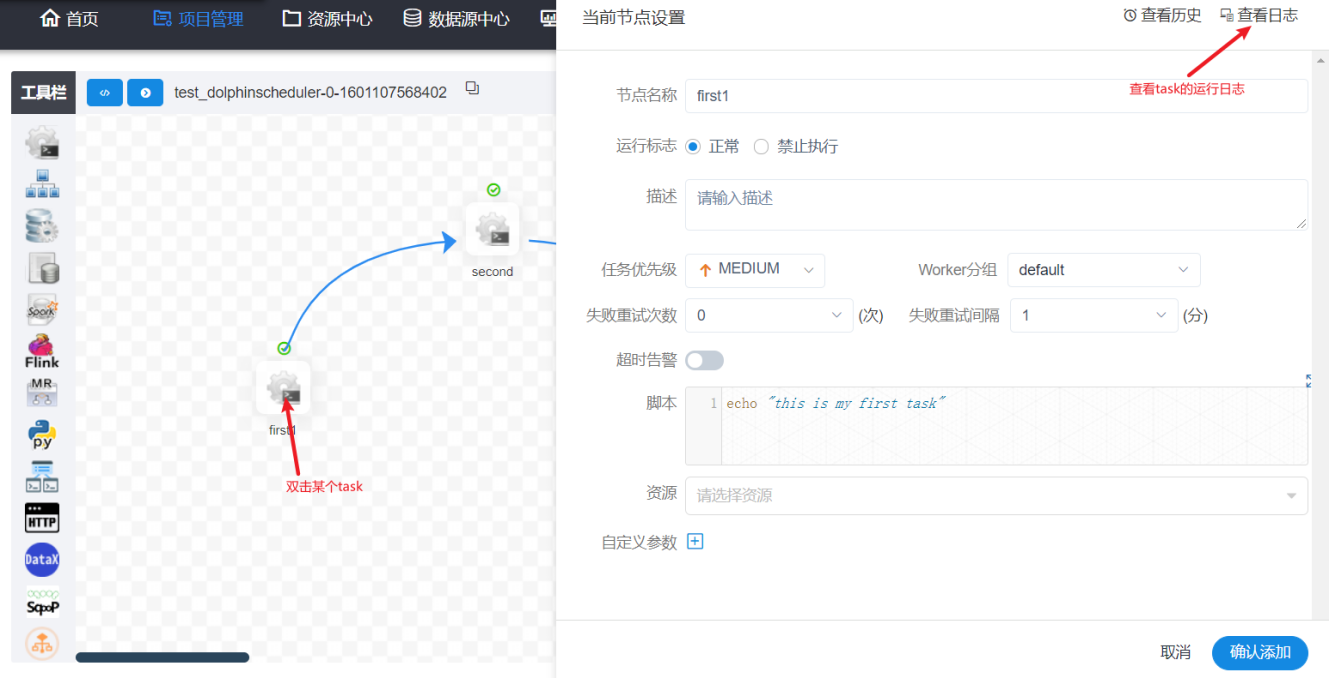 首页 项目管理 资源中心 数据源中心
当前节点设置 查看历史 查看日志
工具栏 test_dolphinscheduler-0-1601107568402
查看task的运行日志
节点名称 first1
运行标志 正常 禁止执行
描述 请输入描述
second
任务优先级 MEDIUM Worker分组 default
失败重试次数 0 (次) 失败重试间隔 1 (分)
超时告警
脚本 1 echo "this is my first task"
first1
双击某个task
资源 请选择资源
自定义参数
Spark
Flink
MR
py
HTTP
DataX
Sqoop
取消 确认添加